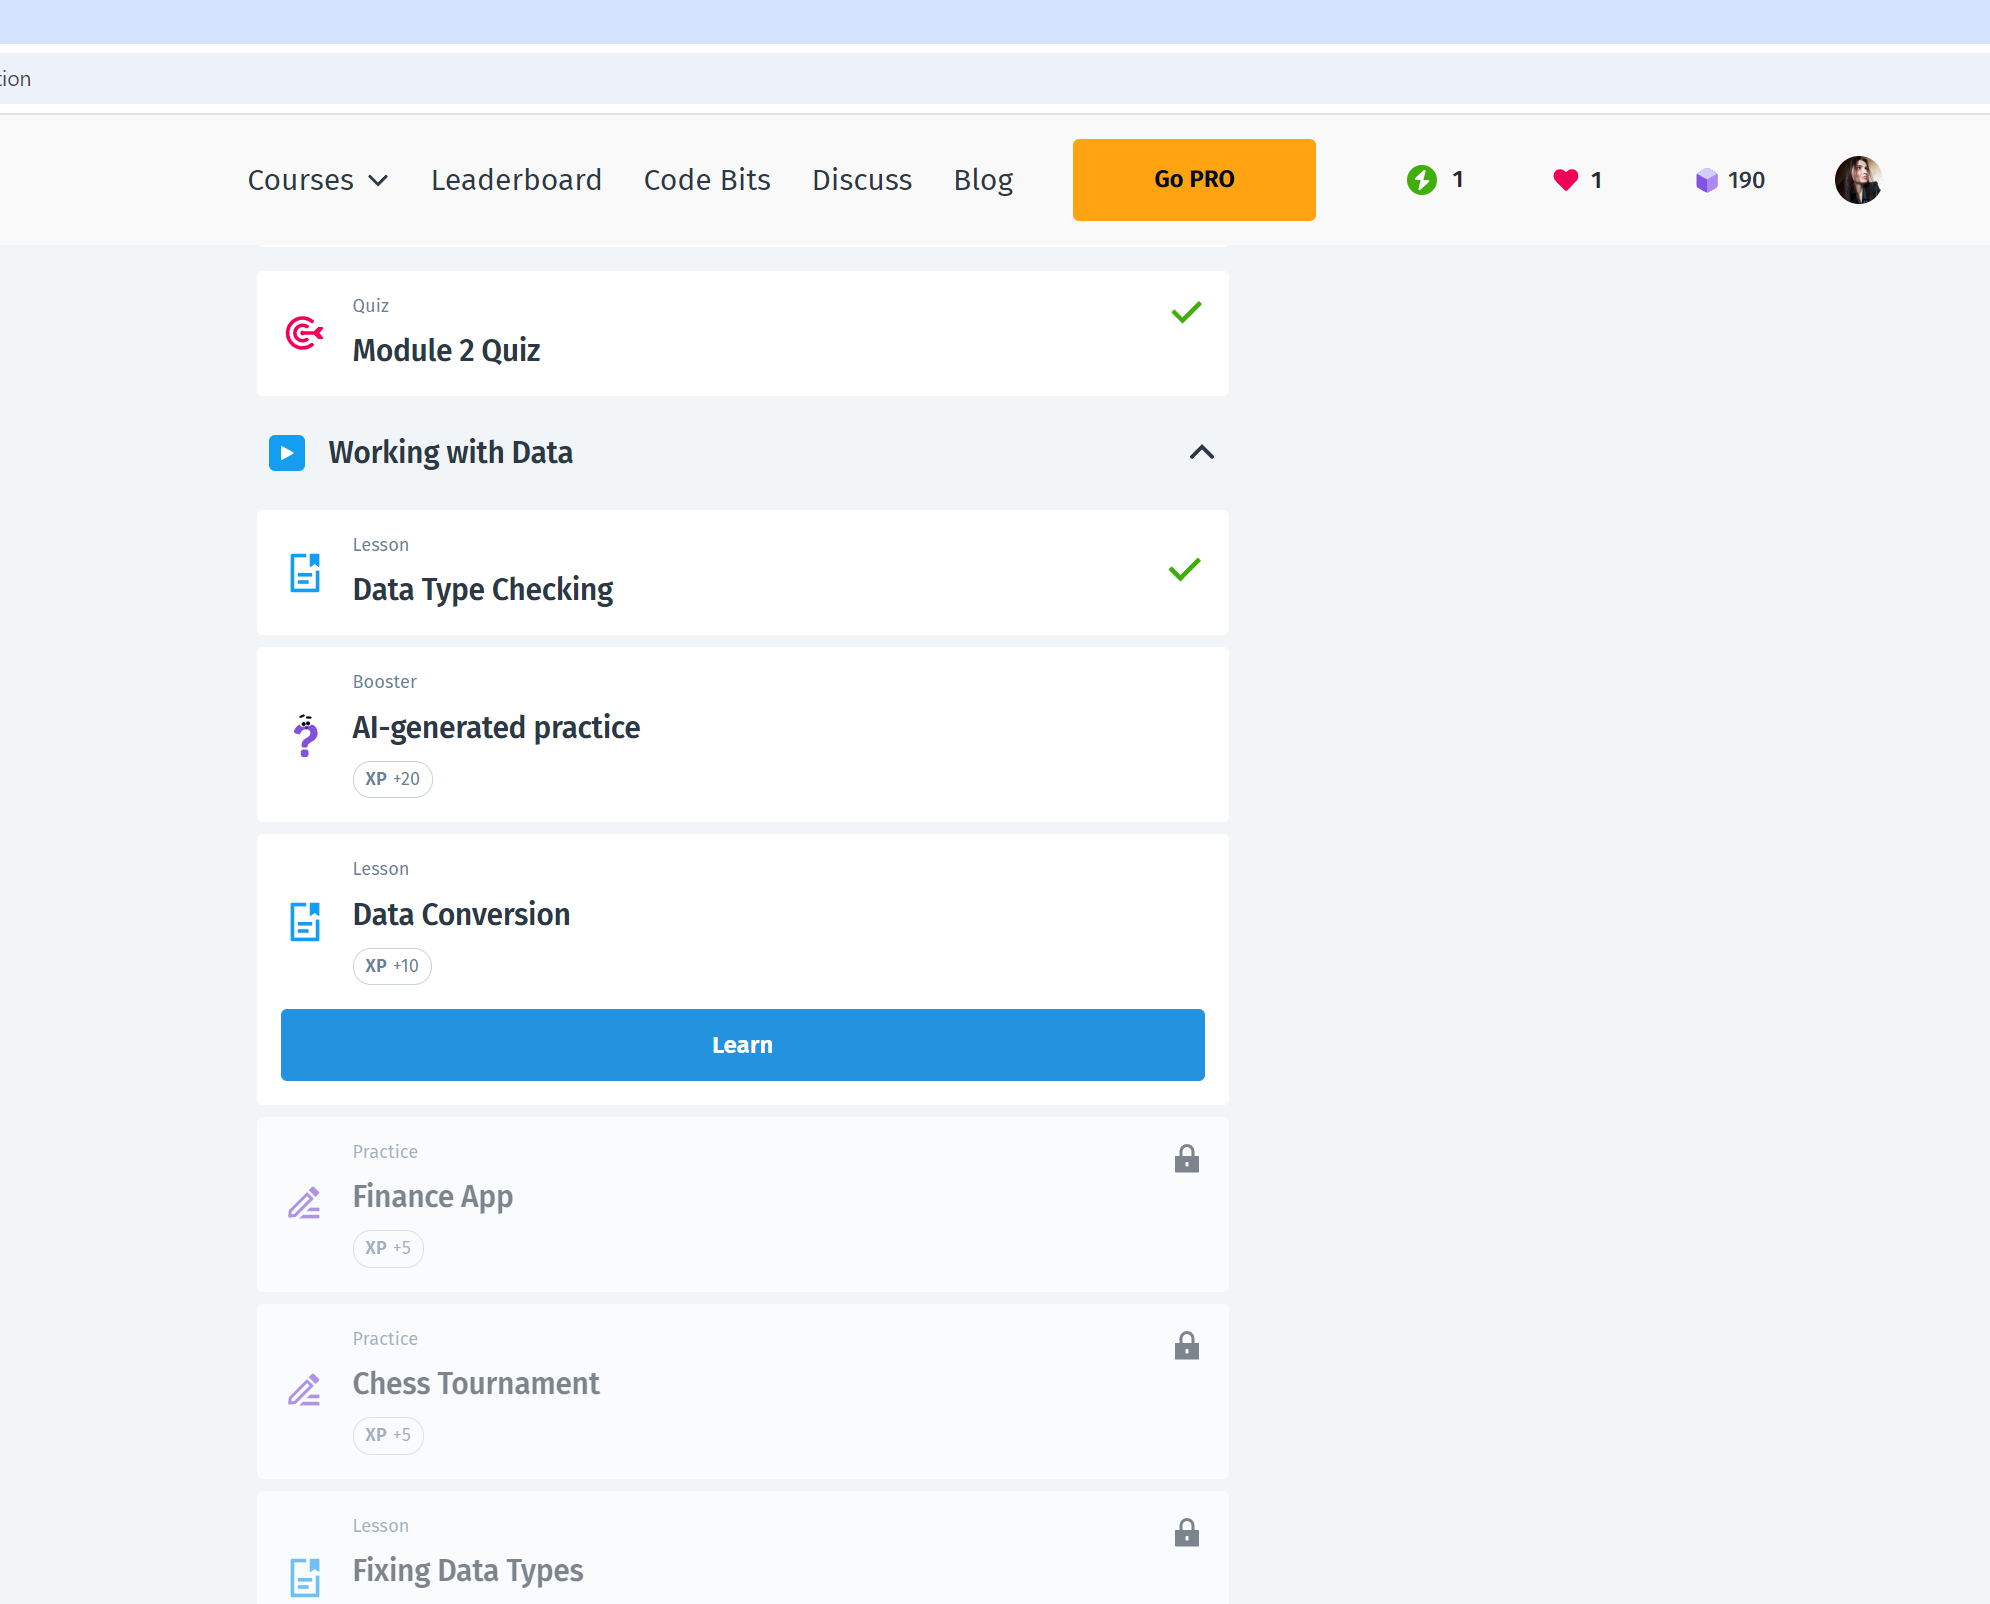 tion
Courses Leaderboard Code Bits Discuss Blog Go PRO 1 1 190
Quiz
Module 2 Quiz
Working with Data
Lesson
Data Type Checking
Booster
AI-generated practice
XP +20
Lesson
Data Conversion
XP +10
Learn
Practice
Finance App
XP +5
Practice
Chess Tournament
XP +5
Lesson
Fixing Data Types